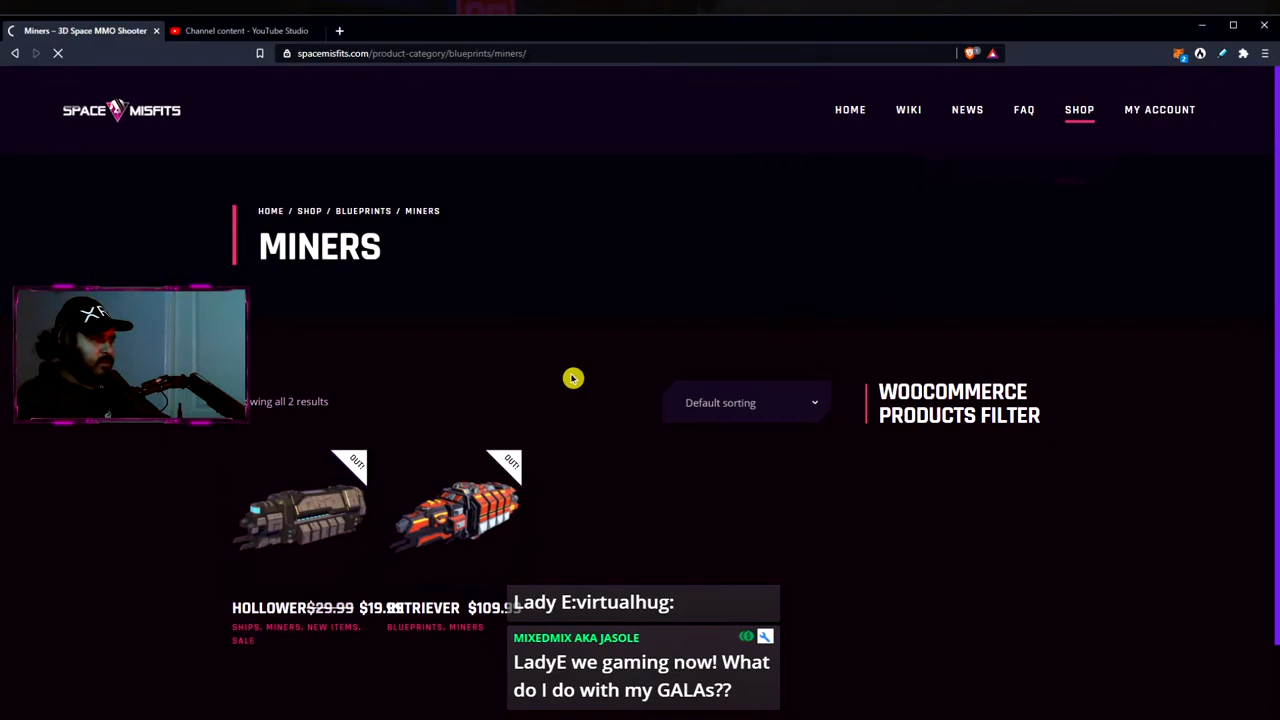 Miners – 3D Space MMO Shooter
Channel content - YouTube Studio
spacemisfits.com/product-category/blueprints/miners/
SPACE MISFITS
HOME
WIKI
NEWS
FAQ
SHOP
MY ACCOUNT
HOME / SHOP / BLUEPRINTS / MINERS
MINERS
XR
wing all 2 results
Default sorting
WOOCOMMERCE
PRODUCTS FILTER
OUT!
OUT!
HOLLOWER $29.99 $19.
RETRIEVER $109.
SHIPS, MINERS, NEW ITEMS,
SALE
BLUEPRINTS, MINERS
Lady E:virtualhug:
MIXEDMIX AKA JASOLE
LadyE we gaming now! What
do I do with my GALAs??